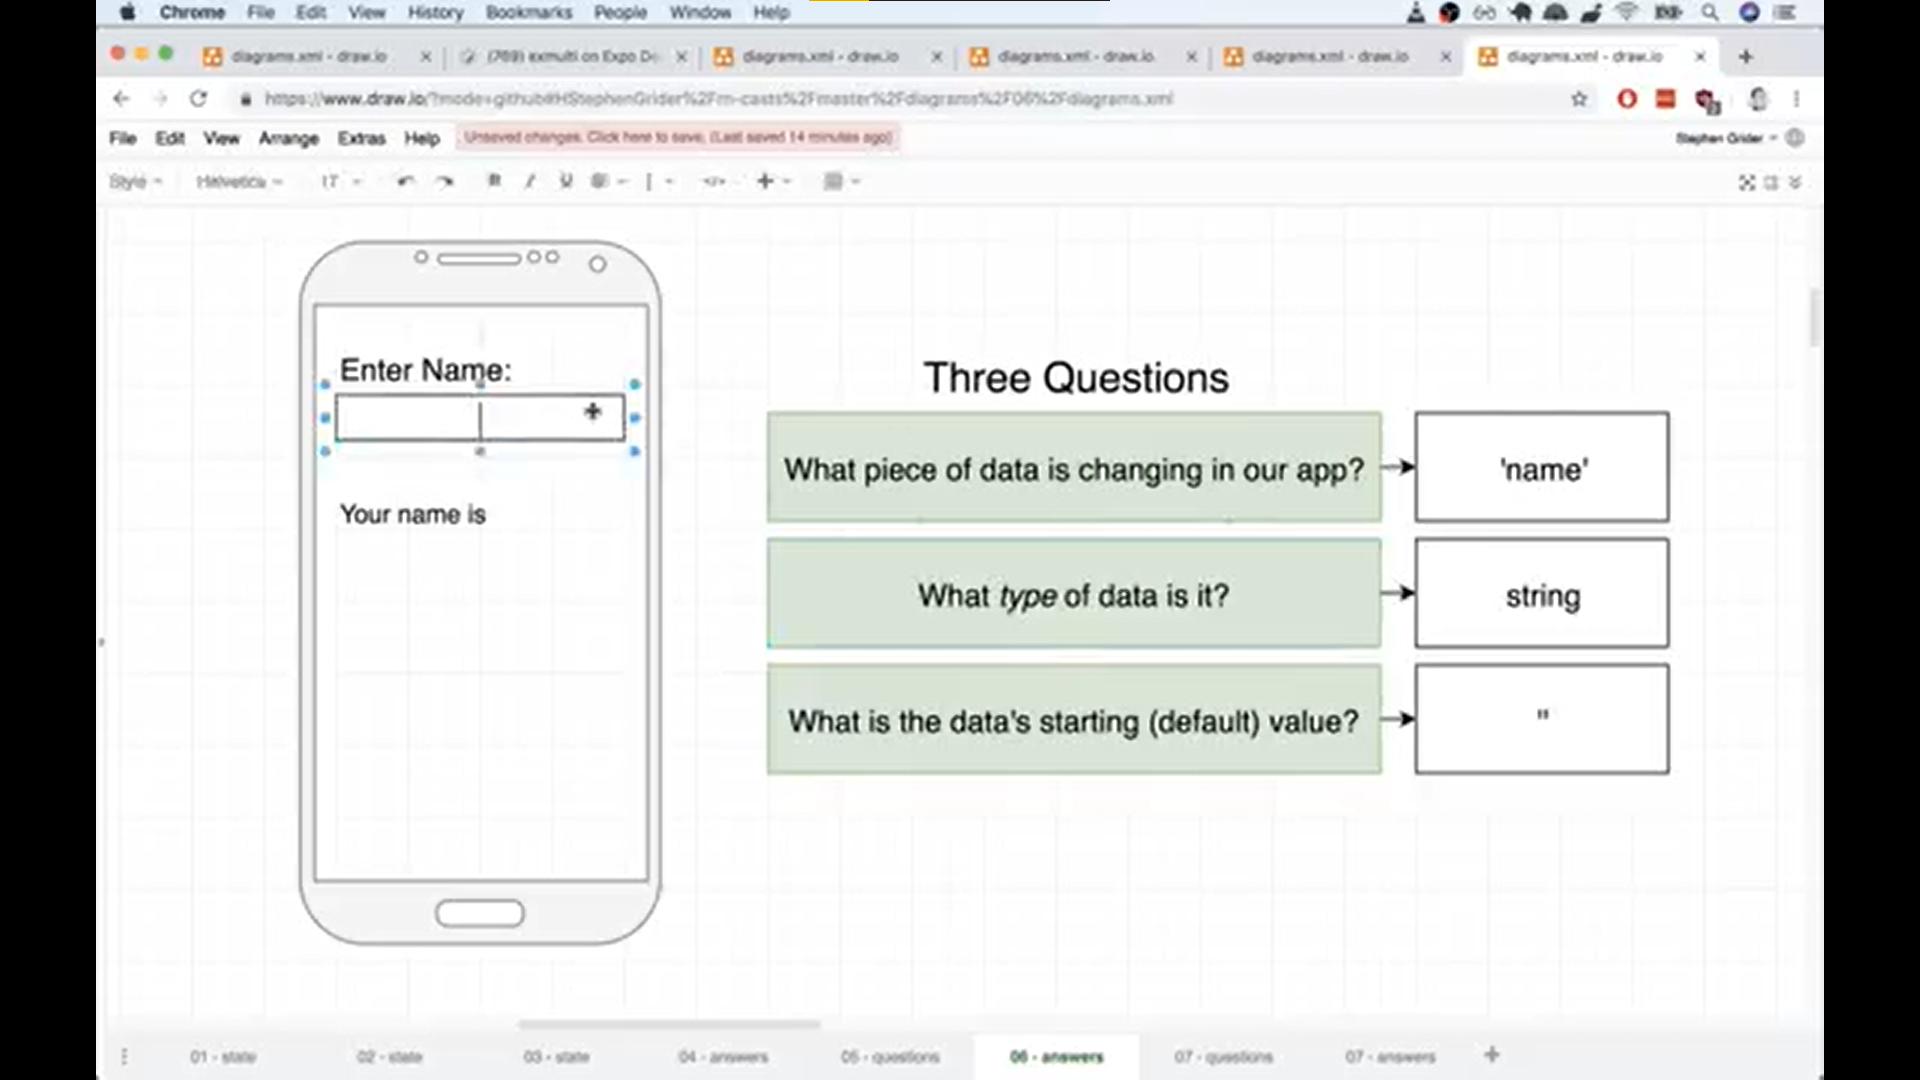 Chrome File Edit View History Bookmarks People Window Help
diagrams.xml - draw.io (769) exmulti on Expo De diagrams.xml - draw.io diagrams.xml - draw.io diagrams.xml - draw.io diagrams.xml - draw.io
https://www.draw.io/?mode=github#HStephenGrider%2Frn-casts%2Fmaster%2Fdiagrams%2F06%2Fdiagrams.xml
File Edit View Arrange Extras Help Unsaved changes. Click here to save. (Last saved 14 minutes ago) Stephen Grider
Style Helvetica 17 B I U
Enter Name:
Your name is
Three Questions
What piece of data is changing in our app? 'name'
What type of data is it? string
What is the data's starting (default) value? ''
01 - state 02 - state 03 - state 04 - answers 05 - questions 06 - answers 07 - questions 07 - answers